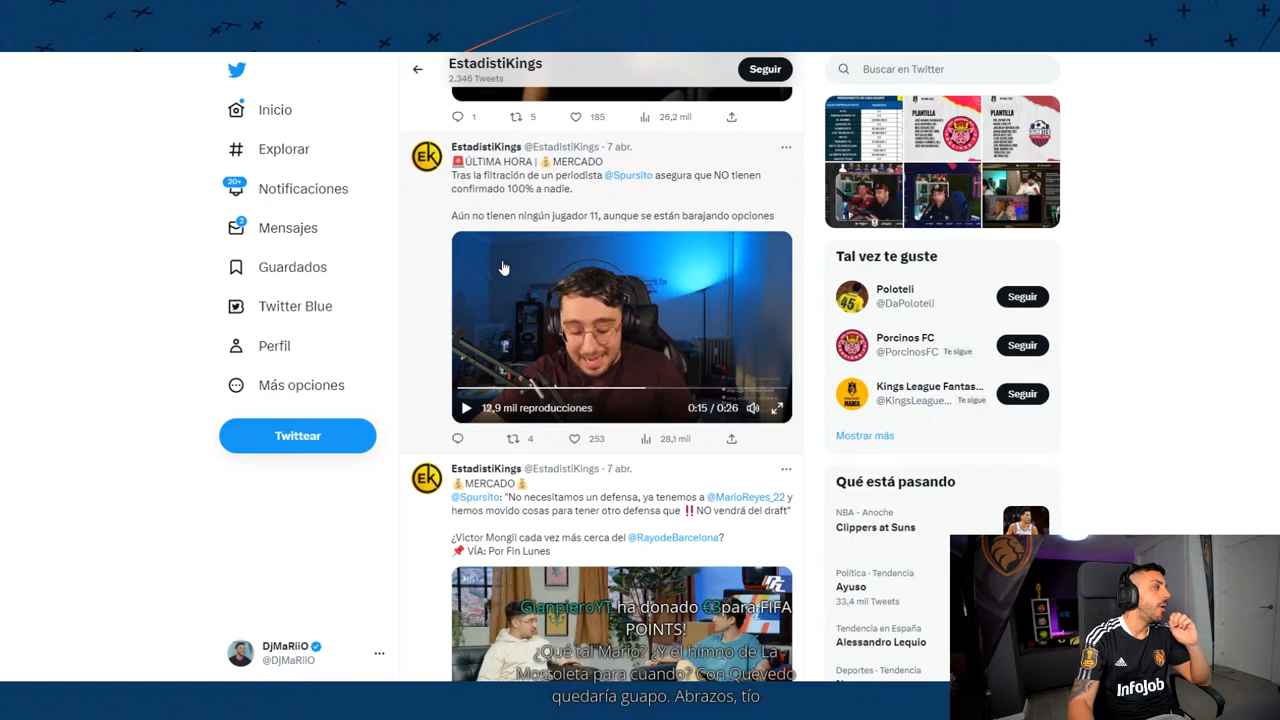 EstadistiKings
2.346 Tweets
Seguir
Buscar en Twitter
Inicio
Explorar
20+
Notificaciones
2
Mensajes
Guardados
Twitter Blue
Perfil
Más opciones
Twittear
DjMaRiiO
@DjMaRiiO
1
5
185
26,2 mil
EK
EstadistiKings @EstadistiKings · 7 abr.
🚨ÚLTIMA HORA | 💰MERCADO
Tras la filtración de un periodista @Spursito asegura que NO tienen
confirmado 100% a nadie.
Aún no tienen ningún jugador 11, aunque se están barajando opciones
12,9 mil reproducciones
0:15 / 0:26
4
253
28,1 mil
EK
EstadistiKings @EstadistiKings · 7 abr.
💰MERCADO💰
@Spursito: "No necesitamos un defensa, ya tenemos a @MarioReyes_22 y
hemos movido cosas para tener otro defensa que ‼️NO vendrá del draft"
¿Victor Mongil cada vez más cerca del @RayodeBarcelona?
📌 VÍA: Por Fin Lunes
GianpieroYT ha donado €3para FIFA
POINTS!
¿Qué tal Mario? ¿Y el himno de La
Mostoleta para cuando? Con Quevedo
quedaría guapo. Abrazos, tío
PLANTILLA
PLANTILLA
Tal vez te guste
45
Poloteli
@DaPoloteli
Seguir
Porcinos FC
@PorcinosFC Te sigue
Seguir
Kings League Fantas...
@KingsLeague... Te sigue
Seguir
Mostrar más
Qué está pasando
NBA · Anoche
Clippers at Suns
Política · Tendencia
Ayuso
33,4 mil Tweets
Tendencia en España
Alessandro Lequio
Deportes · Tendencia
InfoJob